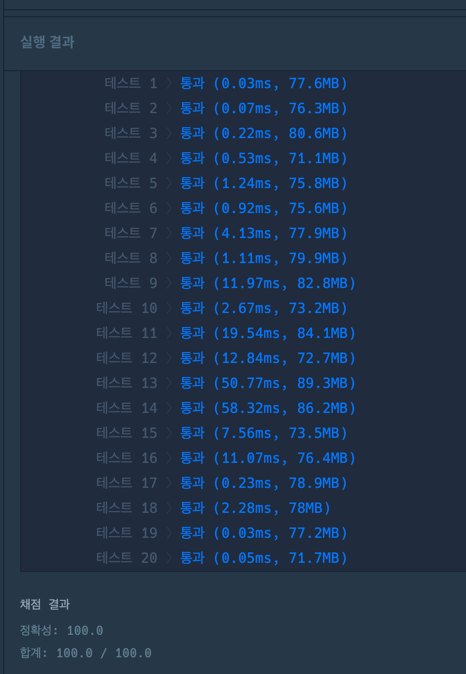 실행 결과
테스트 1 > 통과 (0.03ms, 77.6MB)
테스트 2 > 통과 (0.07ms, 76.3MB)
테스트 3 > 통과 (0.22ms, 80.6MB)
테스트 4 > 통과 (0.53ms, 71.1MB)
테스트 5 > 통과 (1.24ms, 75.8MB)
테스트 6 > 통과 (0.92ms, 75.6MB)
테스트 7 > 통과 (4.13ms, 77.9MB)
테스트 8 > 통과 (1.11ms, 79.9MB)
테스트 9 > 통과 (11.97ms, 82.8MB)
테스트 10 > 통과 (2.67ms, 73.2MB)
테스트 11 > 통과 (19.54ms, 84.1MB)
테스트 12 > 통과 (12.84ms, 72.7MB)
테스트 13 > 통과 (50.77ms, 89.3MB)
테스트 14 > 통과 (58.32ms, 86.2MB)
테스트 15 > 통과 (7.56ms, 73.5MB)
테스트 16 > 통과 (11.07ms, 76.4MB)
테스트 17 > 통과 (0.23ms, 78.9MB)
테스트 18 > 통과 (2.28ms, 78MB)
테스트 19 > 통과 (0.03ms, 77.2MB)
테스트 20 > 통과 (0.05ms, 71.7MB)
채점 결과
정확성: 100.0
합계: 100.0 / 100.0